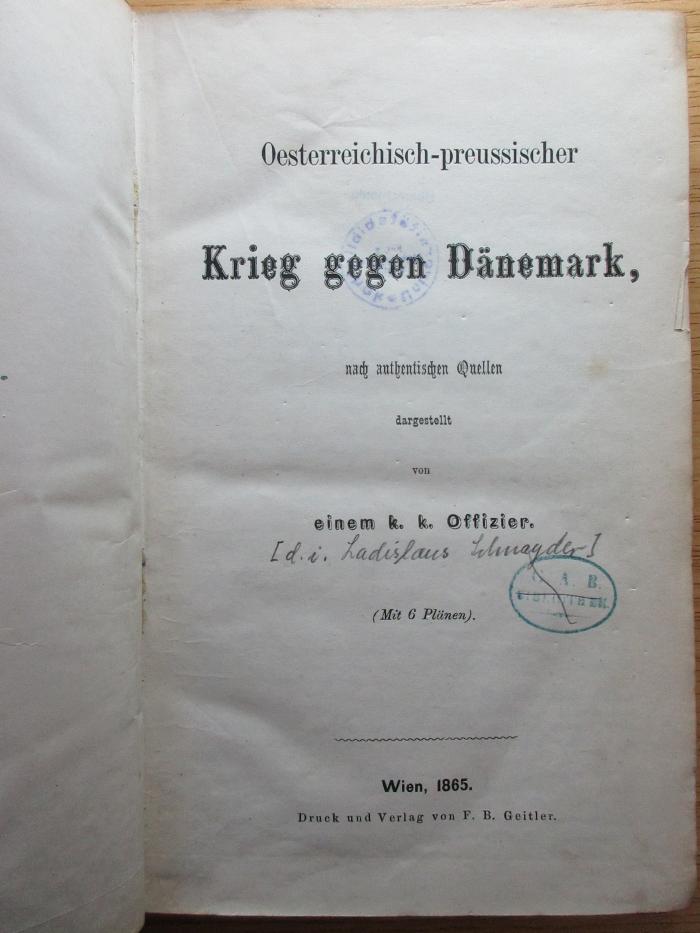 Oesterreichisch-preussischer
Krieg gegen Dänemark,
nach authentischen Quellen
dargestellt
von
einem k. k. Offizier.
[d. i. Ladislaus Schnayder]
A. B.
BIBLIOTHEK
(Mit 6 Plänen).
Wien, 1865.
Druck und Verlag von F. B. Geitler.